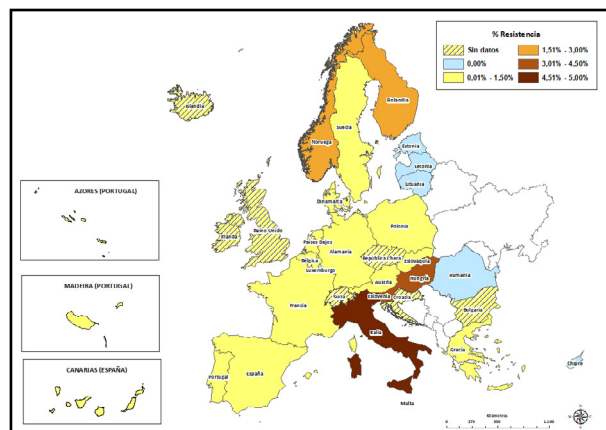 % Resistencia
Sin datos
0,00%
0,01% - 1,50%
1,51% - 3,00%
3,01% - 4,50%
4,51% - 5,00%
Islandia
Finlandia
Suecia
Noruega
Estonia
Letonia
Lituania
Dinamarca
AZORES (PORTUGAL)
Irlanda
Reino Unido
Países Bajos
Polonia
Alemania
Bélgica
República Checa
Luxemburgo
Eslovaquia
Austria
Hungría
Rumanía
MADEIRA (PORTUGAL)
Francia
Suiza
Eslovenia
Croacia
Bulgaria
Italia
Grecia
CANARIAS (ESPAÑA)
Portugal
España
Chipre
Malta
Kilómetros
0
275
550
1.100